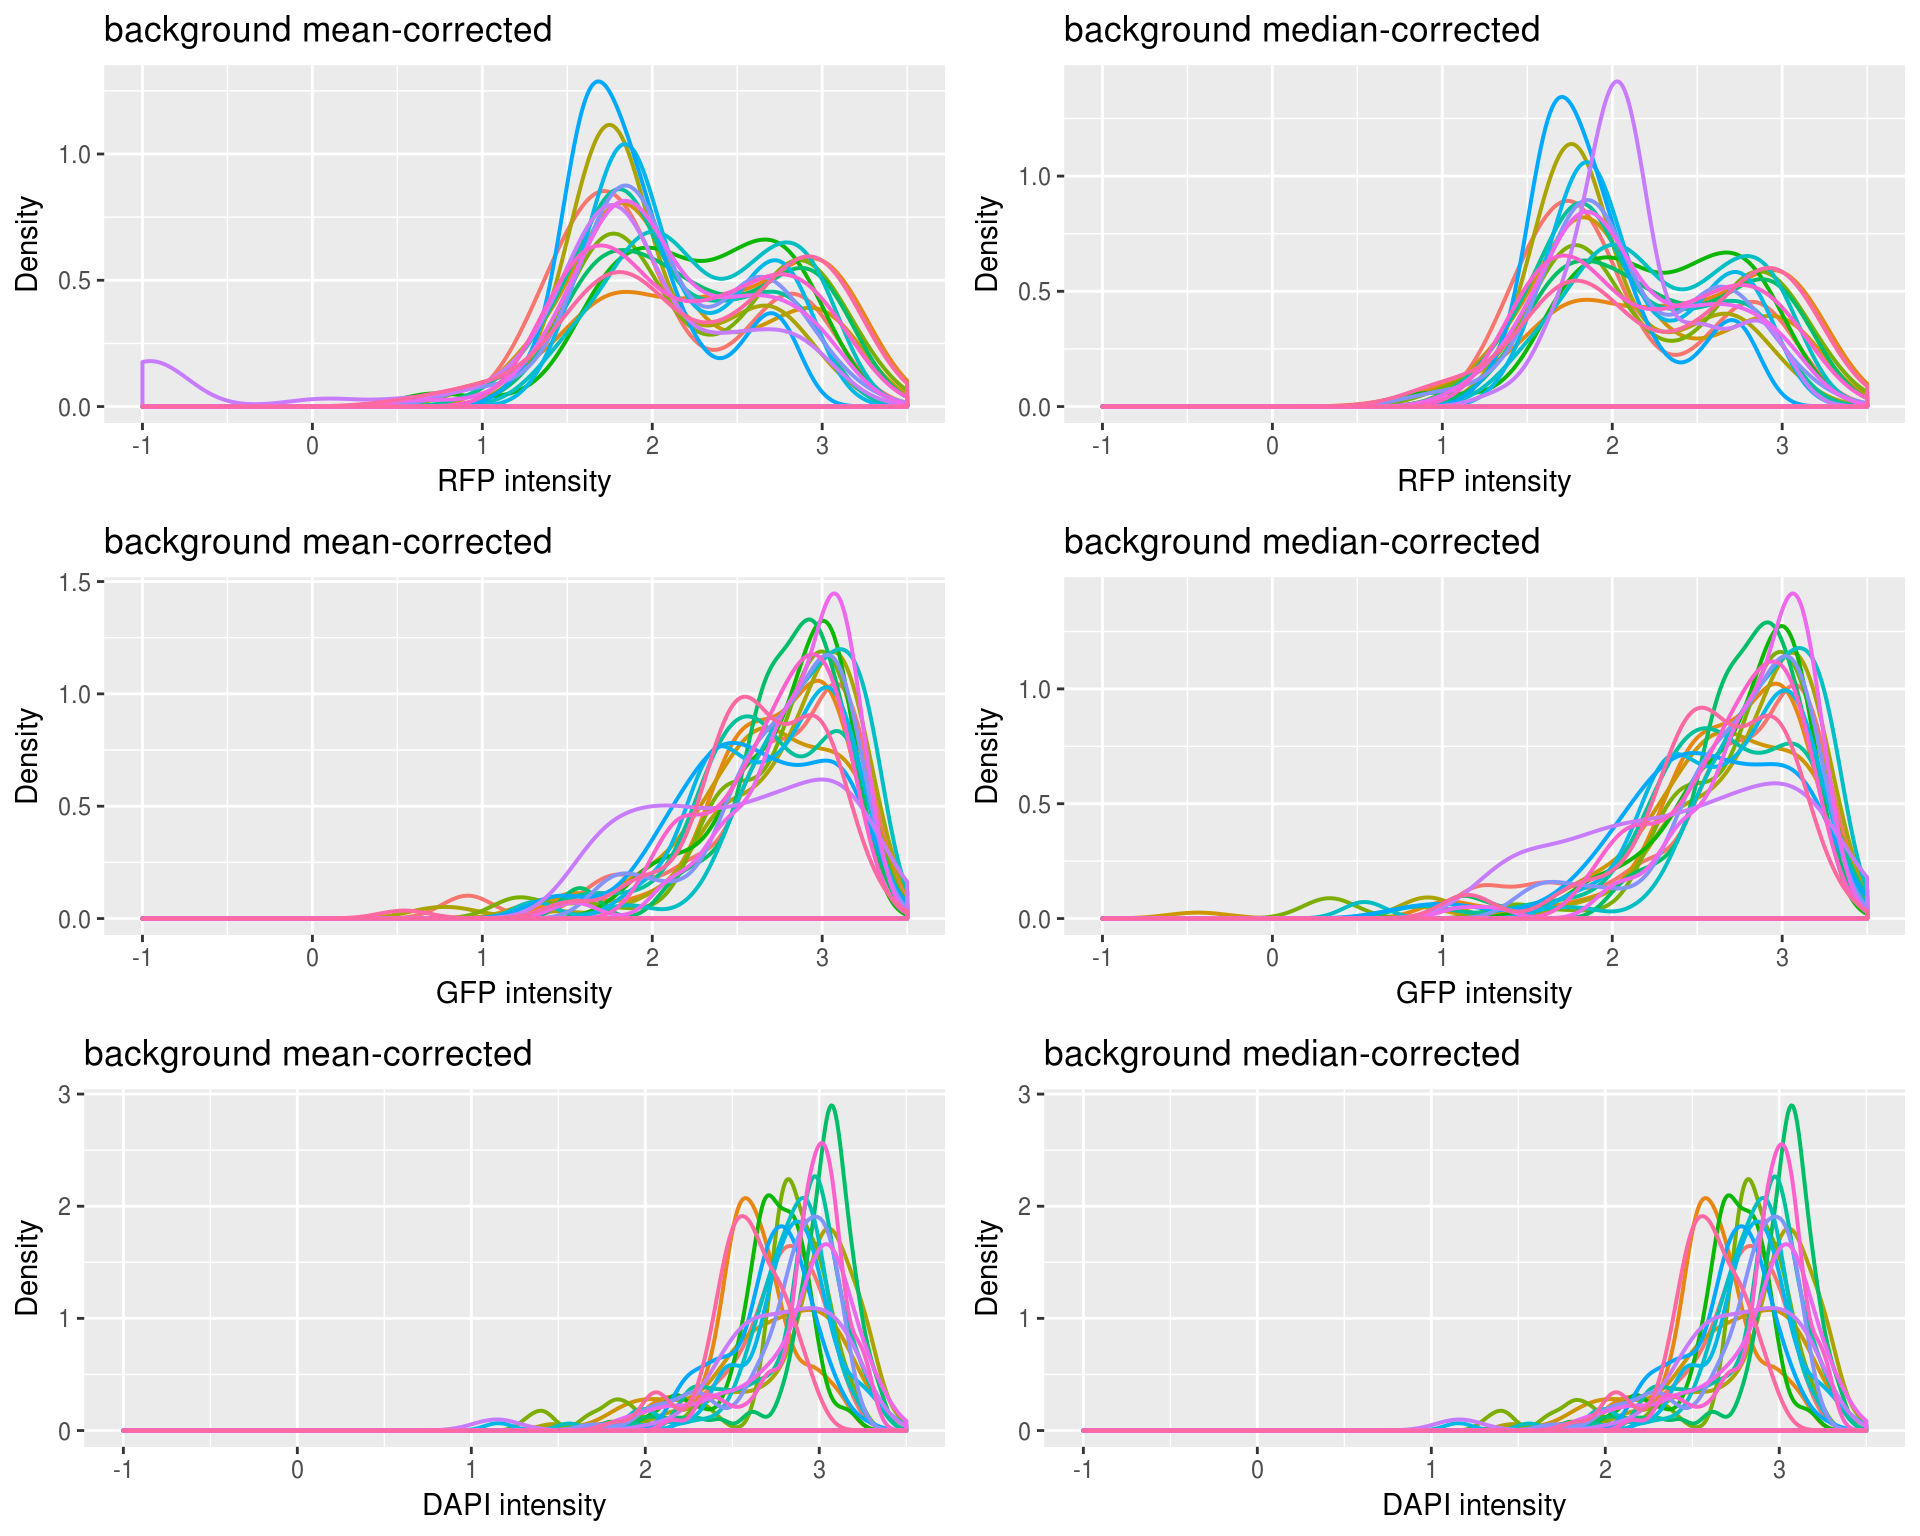 background mean-corrected
background median-corrected
Density
1.0
0.5
0.0
-1 0 1 2 3
RFP intensity
Density
1.0
0.5
0.0
-1 0 1 2 3
RFP intensity
background mean-corrected
background median-corrected
Density
1.5
1.0
0.5
0.0
-1 0 1 2 3
GFP intensity
Density
1.0
0.5
0.0
-1 0 1 2 3
GFP intensity
background mean-corrected
background median-corrected
Density
3
2
1
0
-1 0 1 2 3
DAPI intensity
Density
3
2
1
0
-1 0 1 2 3
DAPI intensity